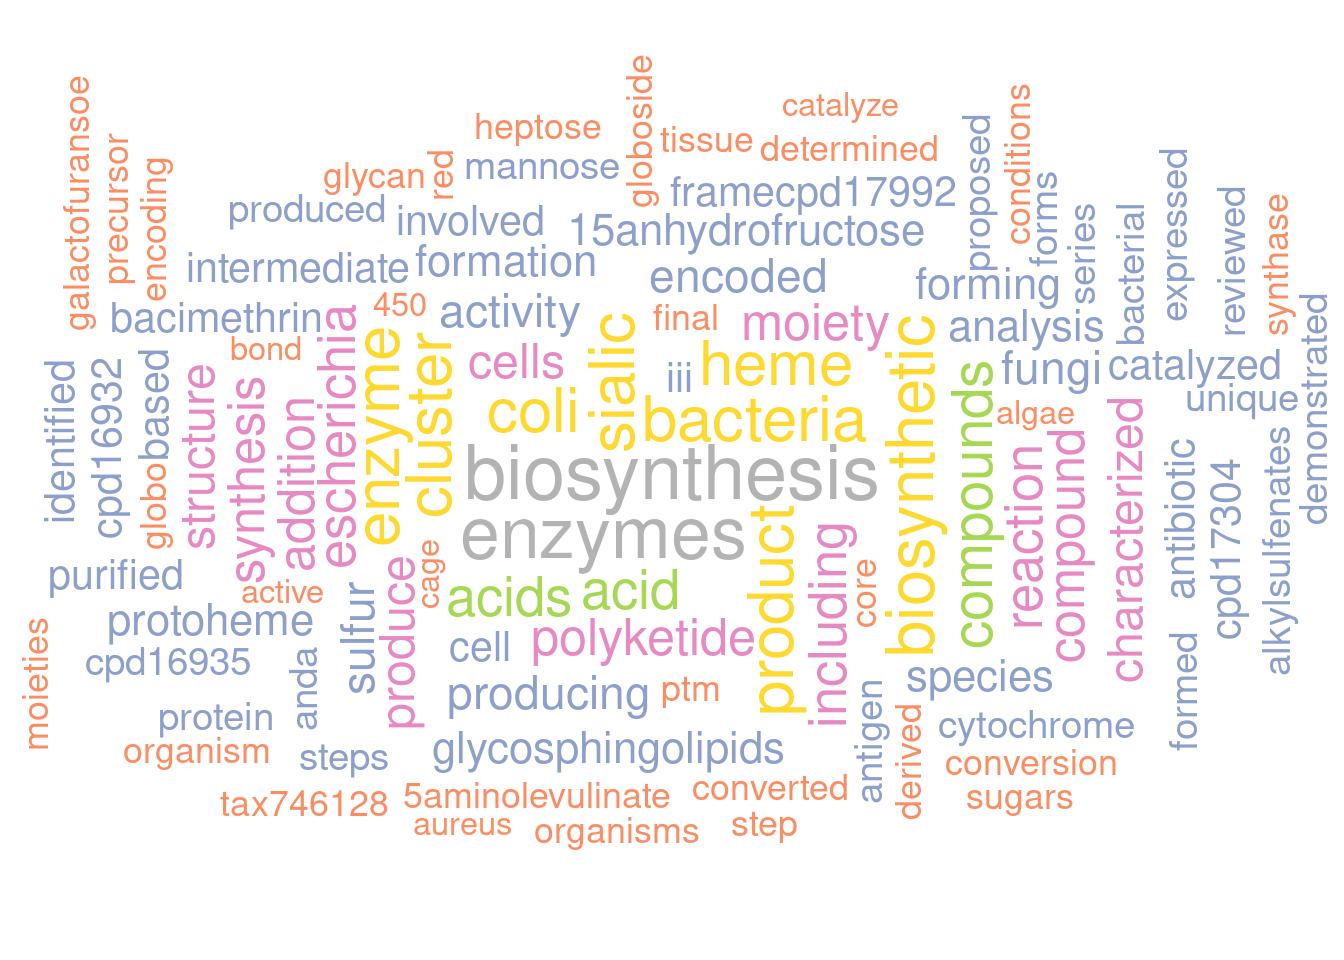 catalyze
heptose
globoside
tissue
determined
proposed
conditions
galactofuransoe
precursor
encoding
glycan
red
mannose
framecpd17992
forms
expressed
reviewed
synthase
produced
involved
15anhydrofructose
series
bacterial
intermediate
formation
encoded
forming
bacimethrin
450
activity
final
moiety
analysis
demonstrated
bond
escherichia
enzyme
cluster
cells
sialic
iii
heme
biosynthetic
fungi
catalyzed
identified
cpd16932
based
structure
synthesis
addition
coli
bacteria
compounds
algae
unique
globo
biosynthesis
reaction
compound
characterized
antibiotic
cpd17304
alkylsulfenates
enzymes
product
including
purified
active
cage
acids
acid
core
protoheme
sulfur
produce
cell
polyketide
moieties
cpd16935
anda
producing
ptm
species
formed
protein
antigen
derived
cytochrome
organism
steps
glycosphingolipids
conversion
tax746128
5aminolevulinate
converted
sugars
aureus
organisms
step